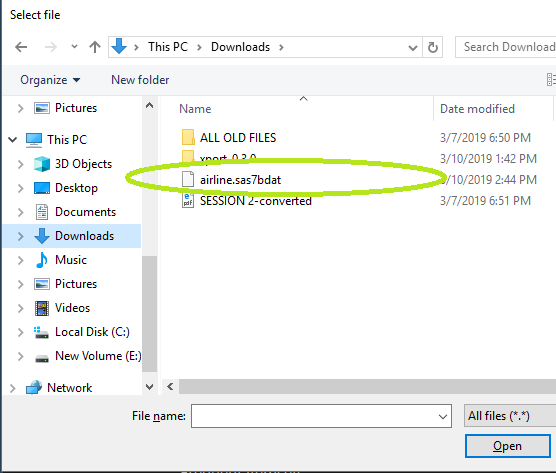 Select file
This PC > Downloads >
Search Download
Organize
New folder
Name
Date modified
Pictures
This PC
3D Objects
Desktop
Documents
Downloads
Music
Pictures
Videos
Local Disk (C:)
New Volume (E:)
Network
ALL OLD FILES 3/7/2019 6:50 PM
xport-0.3.0 3/10/2019 1:42 PM
airline.sas7bdat 3/10/2019 2:44 PM
SESSION 2-converted 3/7/2019 6:51 PM
File name:
All files (*.*)
Open